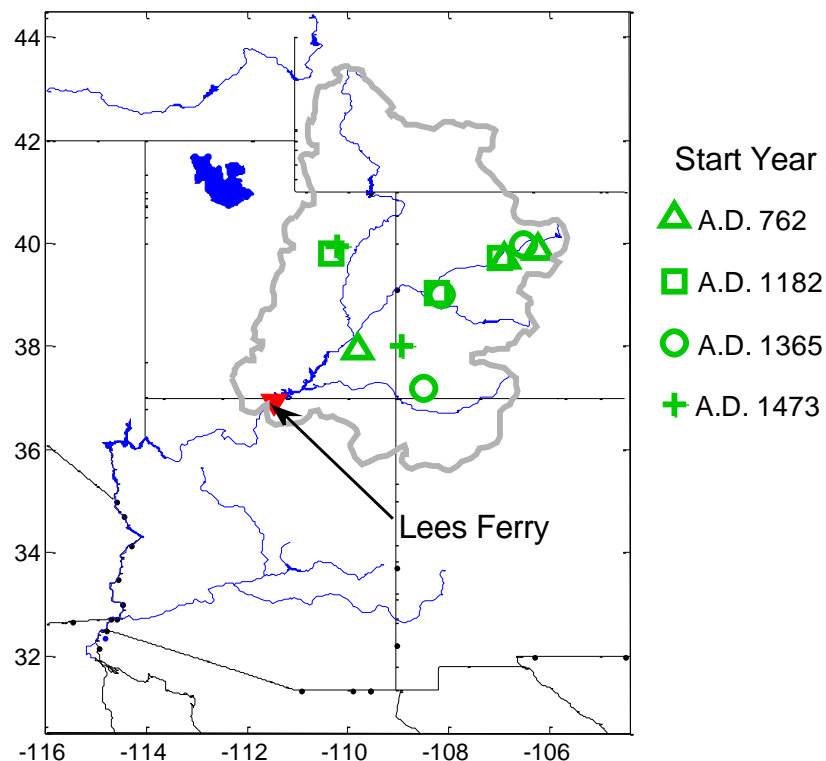 44
42
40
38
36
34
32
-116
-114
-112
-110
-108
-106
Lees Ferry
Start Year
A.D. 762
A.D. 1182
A.D. 1365
A.D. 1473